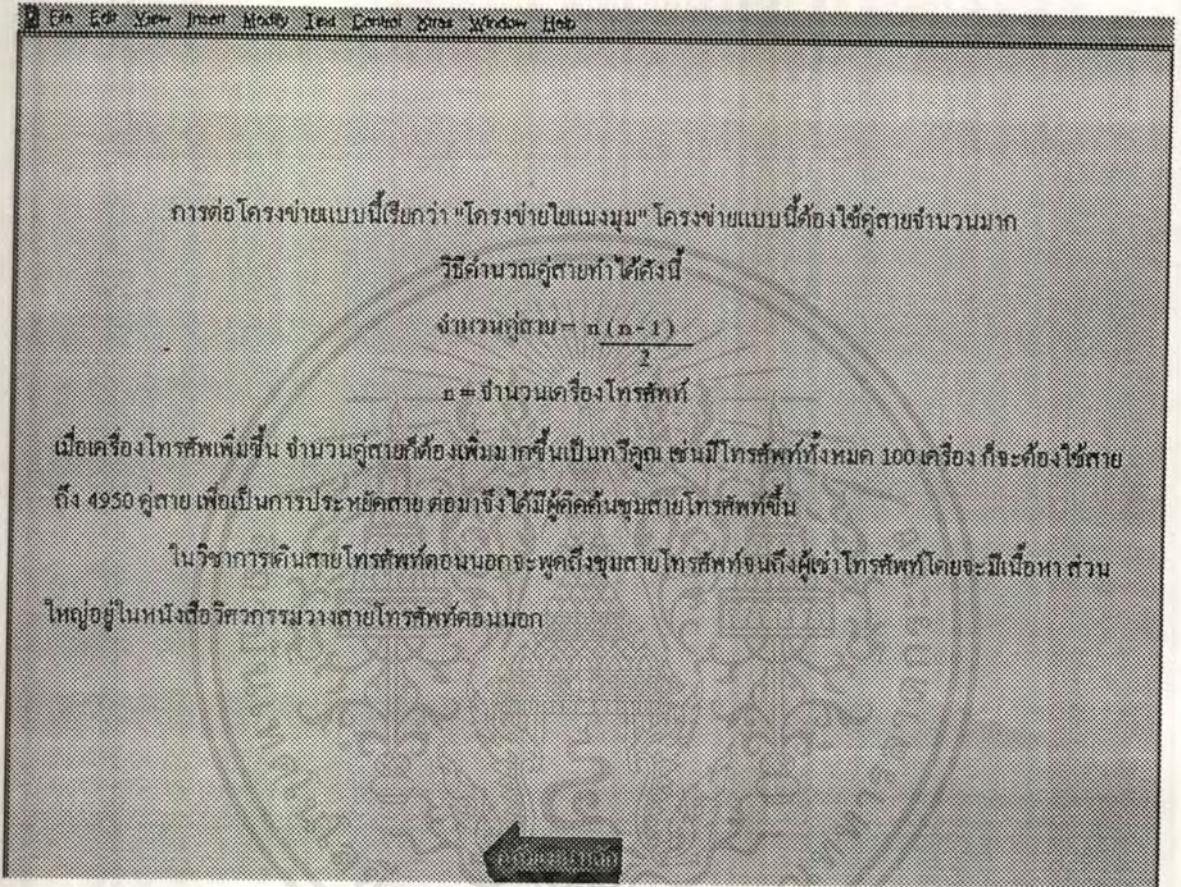 File Edit View Insert Modify Text Control Xtras Window Help
การต่อโครงข่ายแบบนี้เรียกว่า "โครงข่ายใยแมงมุม" โครงข่ายแบบนี้ต้องใช้คู่สายจำนวนมาก
วิธีคำนวณคู่สายทำได้ดังนี้
จำนวนคู่สาย = n(n-1)
2
n = จำนวนเครื่องโทรศัพท์
เมื่อเครื่องโทรศัพเพิ่มขึ้น จำนวนคู่สายก็ต้องเพิ่มมากขึ้นเป็นทวีคูณ เช่นมีโทรศัพท์ทั้งหมด 100 เครื่อง ก็จะต้องใช้สาย
ถึง 4950 คู่สาย เพื่อเป็นการประหยัดสาย ต่อมาจึงได้มีผู้คิดค้นชุมสายโทรศัพท์ขึ้น
ในวิชาการเดินสายโทรศัพท์ตอนนอกจะพูดถึงชุมสายโทรศัพท์จนถึงผู้เช่าโทรศัพท์โดยจะมีเนื้อหา ส่วน
ใหญ่อยู่ในหนังสือวิศวกรรมวางสายโทรศัพท์ตอนนอก